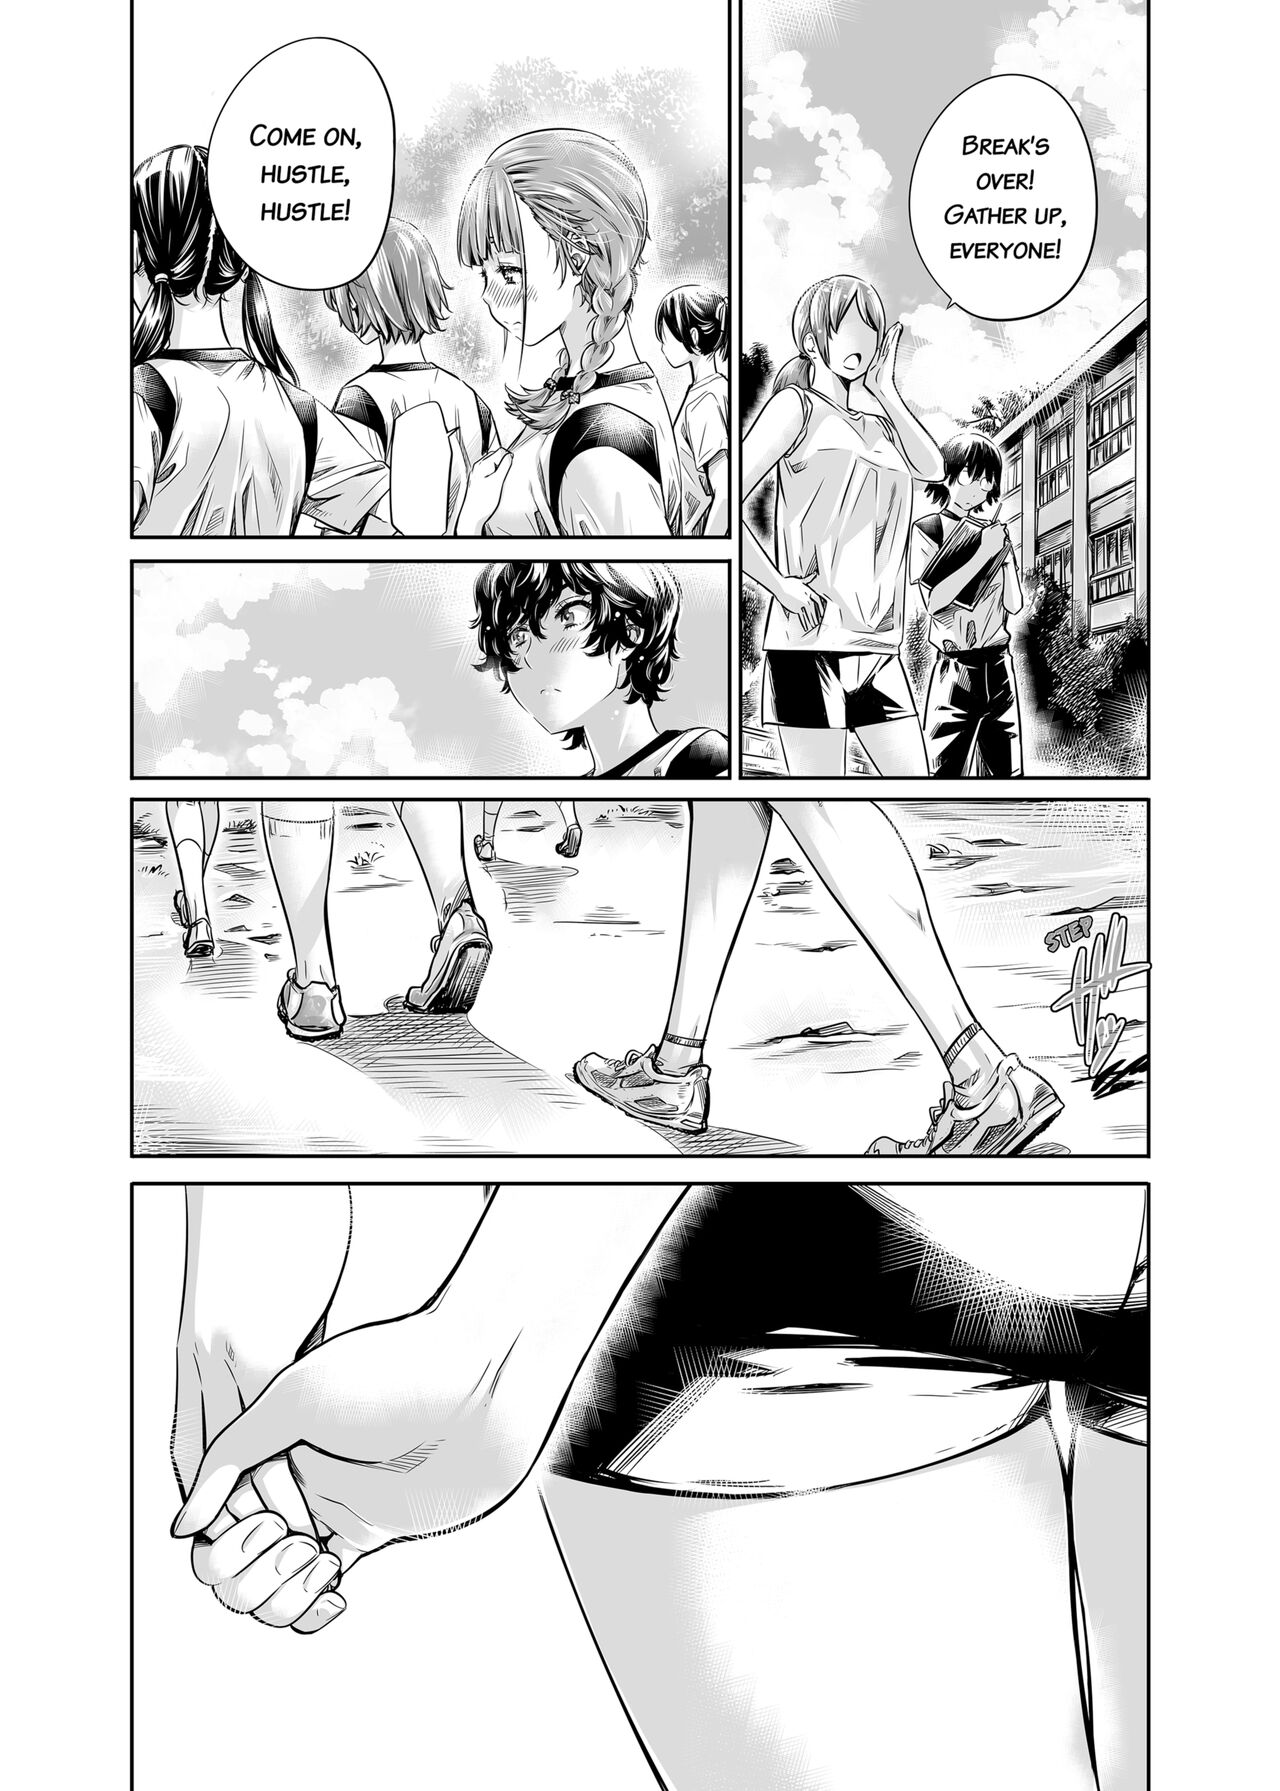 BREAK'S
OVER!
GATHER UP,
EVERYONE!
COME ON,
HUSTLE,
HUSTLE!
STEP